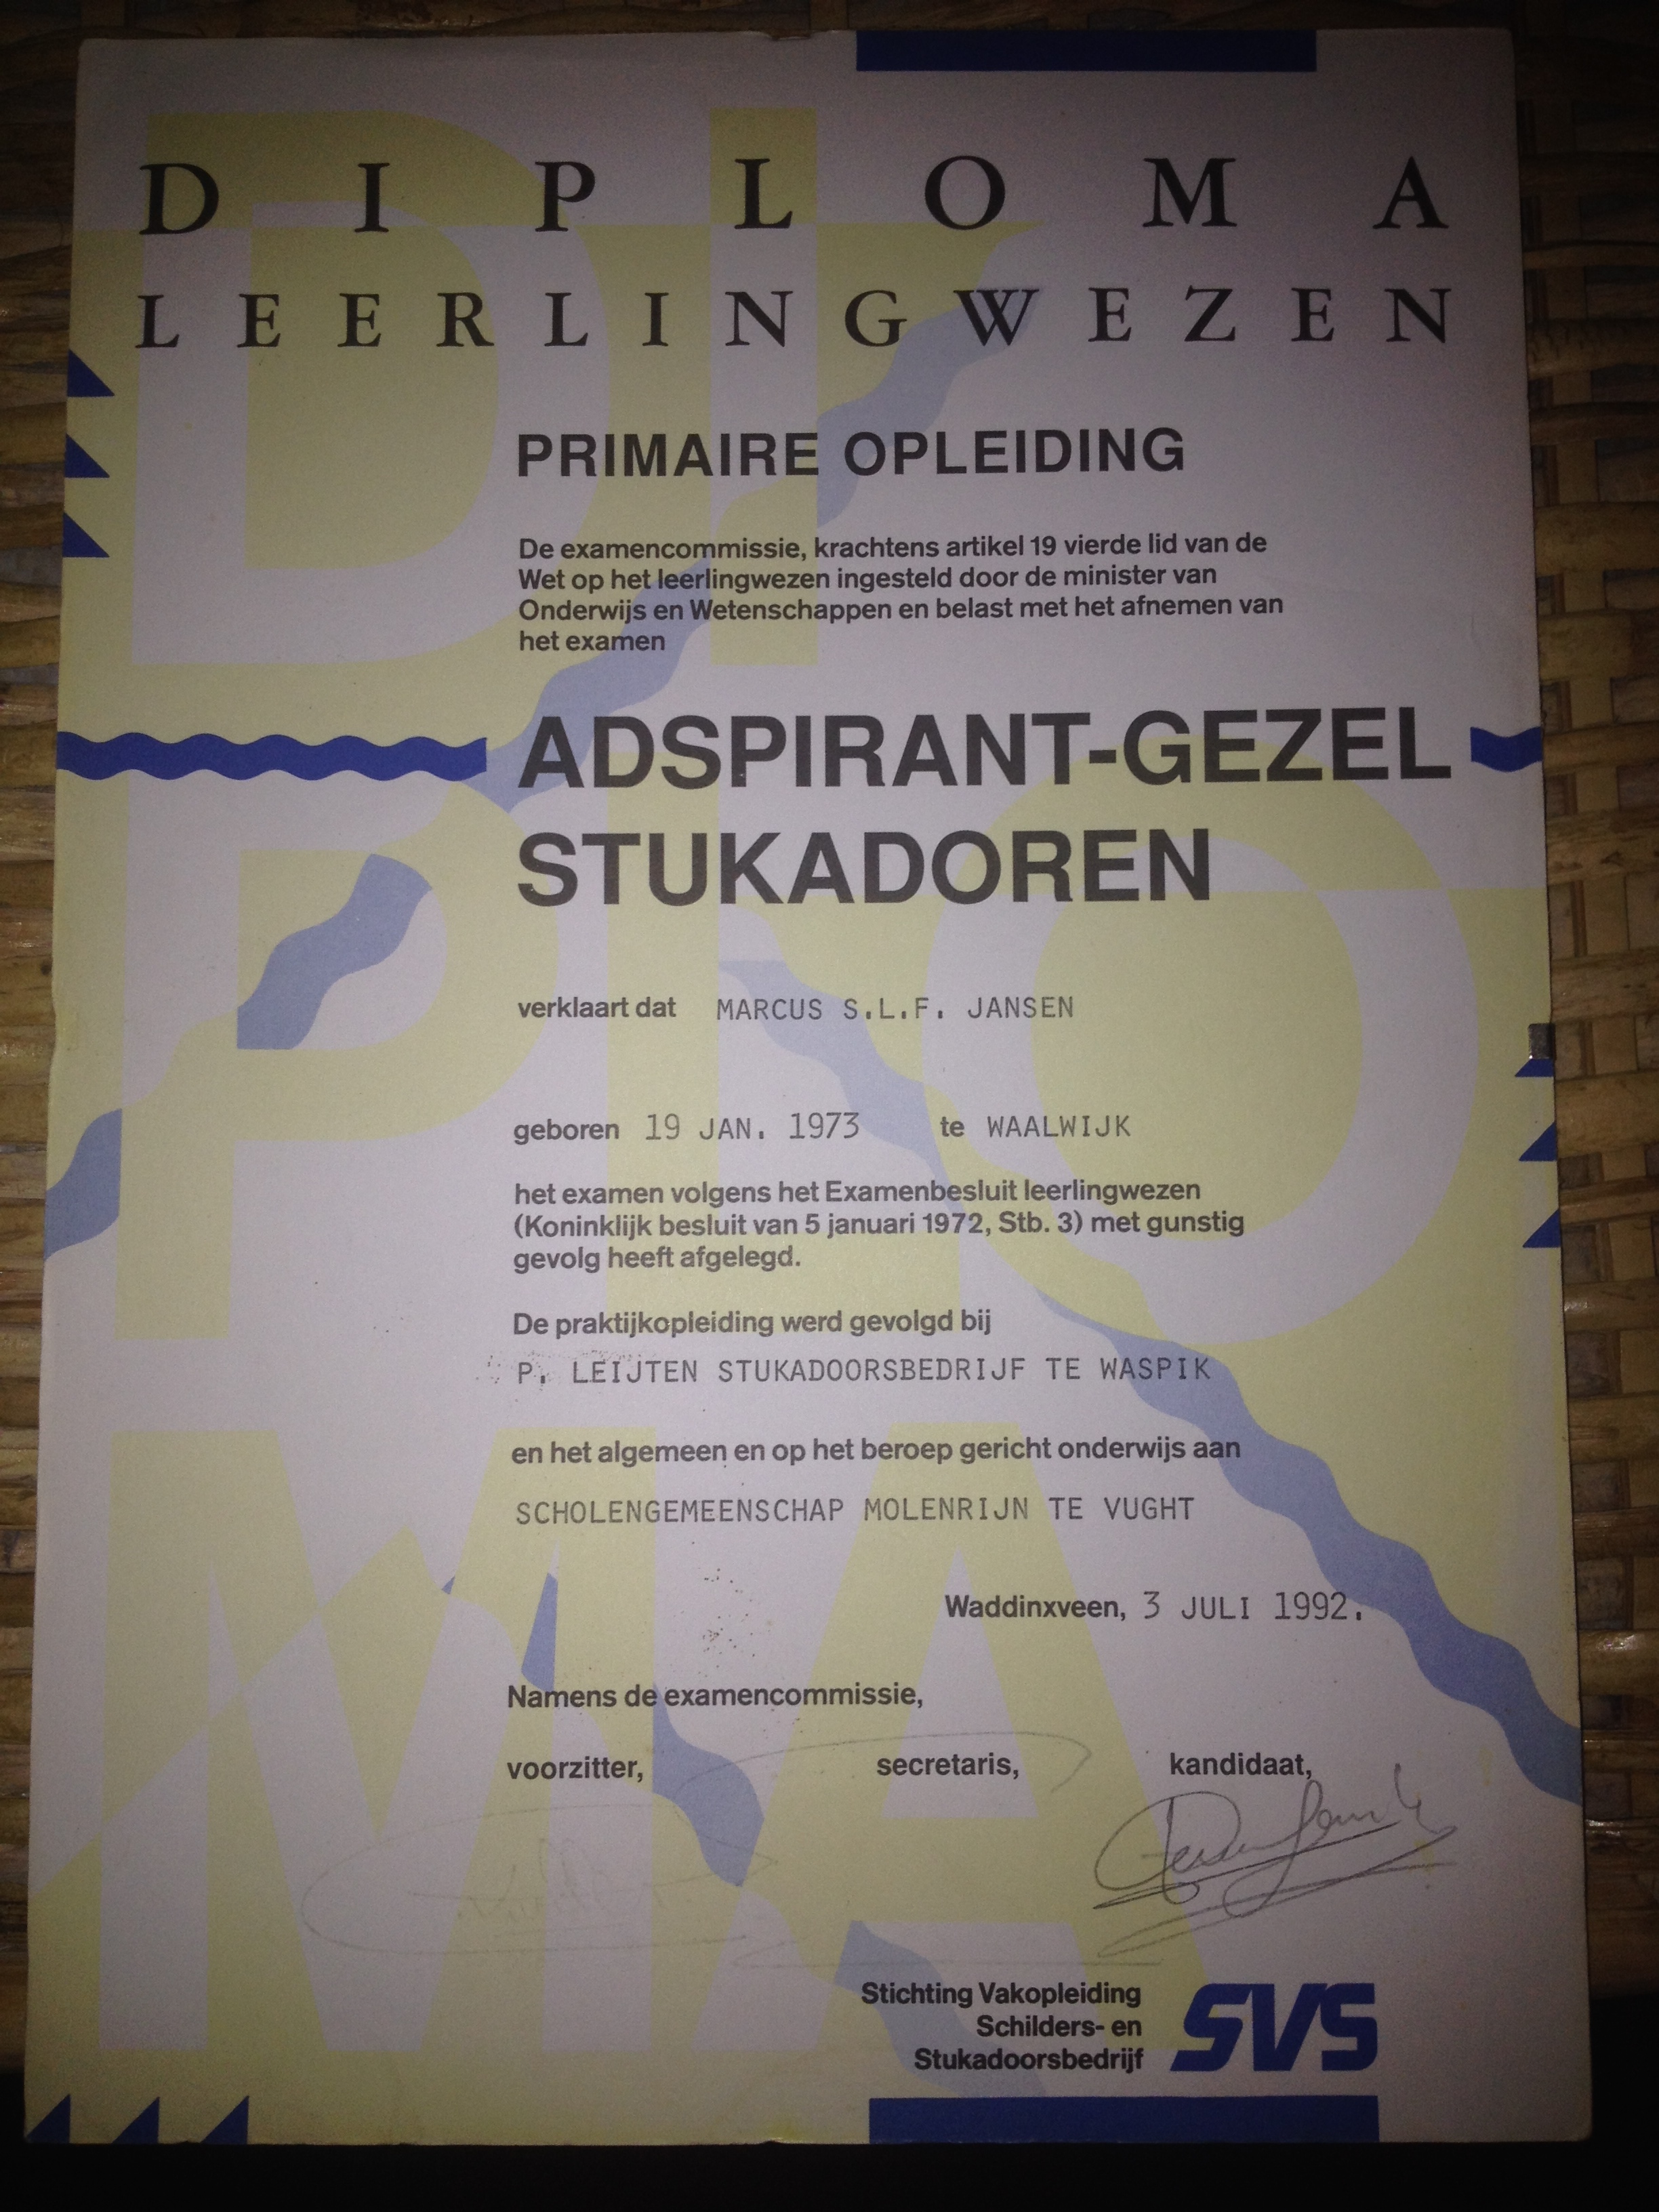 DIPLOMA
LEERLINGWEZEN
PRIMAIRE OPLEIDING
De examencommissie, krachtens artikel 19 vierde lid van de
Wet op het leerlingwezen ingesteld door de minister van
Onderwijs en Wetenschappen en belast met het afnemen van
het examen
ADSPIRANT-GEZEL
STUKADOREN
verklaart dat MARCUS S.L.F. JANSEN
geboren 19 JAN. 1973 te WAALWIJK
het examen volgens het Examenbesluit leerlingwezen
(Koninklijk besluit van 5 januari 1972, Stb. 3) met gunstig
gevolg heeft afgelegd.
De praktijkopleiding werd gevolgd bij
P. LEIJTEN STUKADOORSBEDRIJF TE WASPIK
en het algemeen en op het beroep gericht onderwijs aan
SCHOLENGEMEENSCHAP MOLENRIJN TE VUGHT
Waddinxveen, 3 JULI 1992.
Namens de examencommissie,
voorzitter, secretaris, kandidaat,
Stichting Vakopleiding
Schilders- en
Stukadoorsbedrijf
SVS